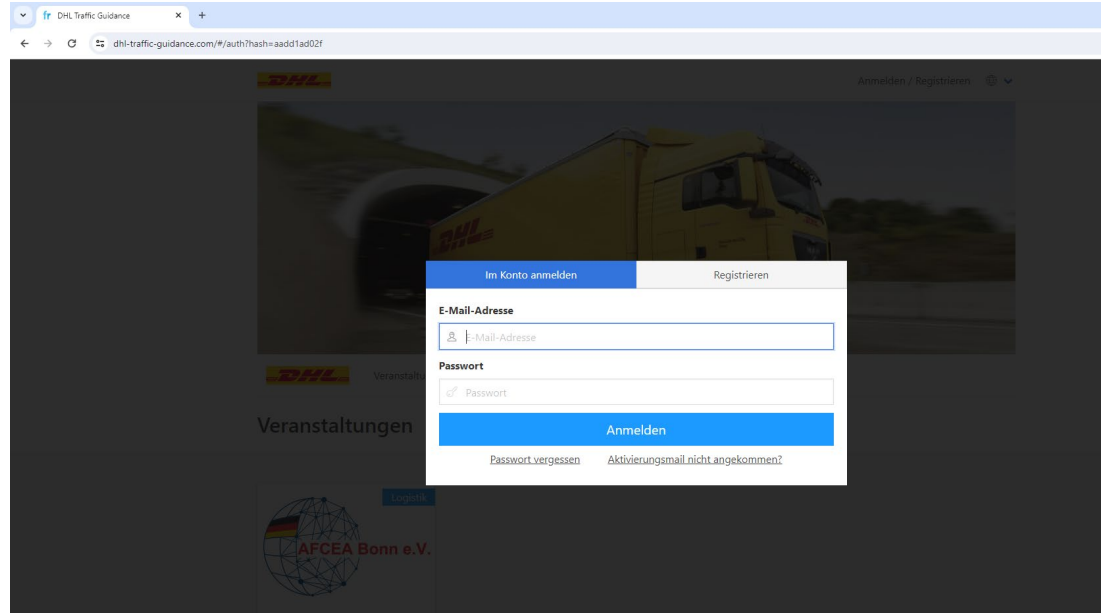 fr DHL Traffic Guidance
dhl-traffic-guidance.com/#/auth?hash=aadd1ad02f
DHL
Anmelden / Registrieren
DHL
Im Konto anmelden
Registrieren
E-Mail-Adresse
E-Mail-Adresse
Passwort
Passwort
Anmelden
Passwort vergessen
Aktivierungsmail nicht angekommen?
DHL
Veranstaltungen
Logistik
AFCEA Bonn e.V.